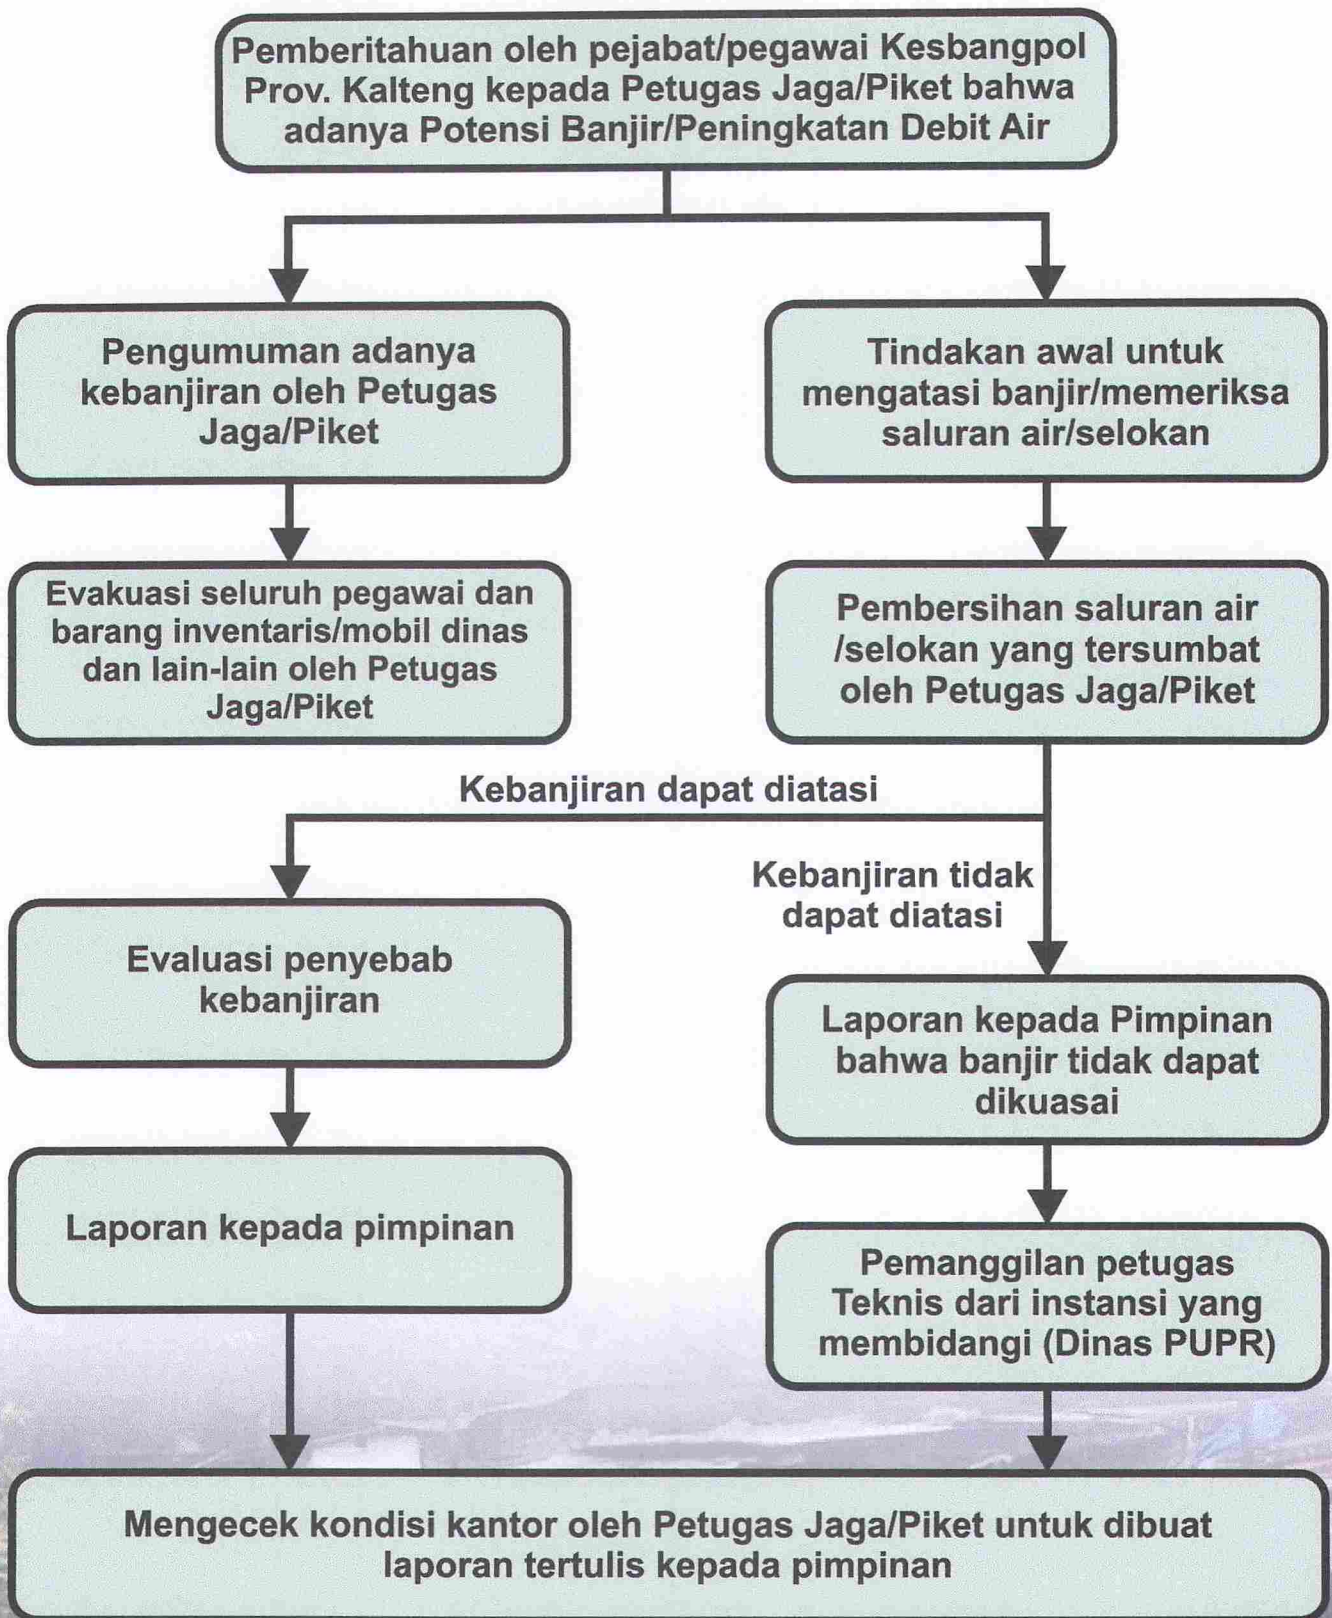 Pemberitahuan oleh pejabat/pegawai Kesbangpol
Prov. Kalteng kepada Petugas Jaga/Piket bahwa
adanya Potensi Banjir/Peningkatan Debit Air
Pengumuman adanya
kebanjiran oleh Petugas
Jaga/Piket
Tindakan awal untuk
mengatasi banjir/memeriksa
saluran air/selokan
Evakuasi seluruh pegawai dan
barang inventaris/mobil dinas
dan lain-lain oleh Petugas
Jaga/Piket
Pembersihan saluran air
/selokan yang tersumbat
oleh Petugas Jaga/Piket
Kebanjiran dapat diatasi
Kebanjiran tidak
dapat diatasi
Evaluasi penyebab
kebanjiran
Laporan kepada Pimpinan
bahwa banjir tidak dapat
dikuasai
Laporan kepada pimpinan
Pemanggilan petugas
Teknis dari instansi yang
membidangi (Dinas PUPR)
Mengecek kondisi kantor oleh Petugas Jaga/Piket untuk dibuat
laporan tertulis kepada pimpinan